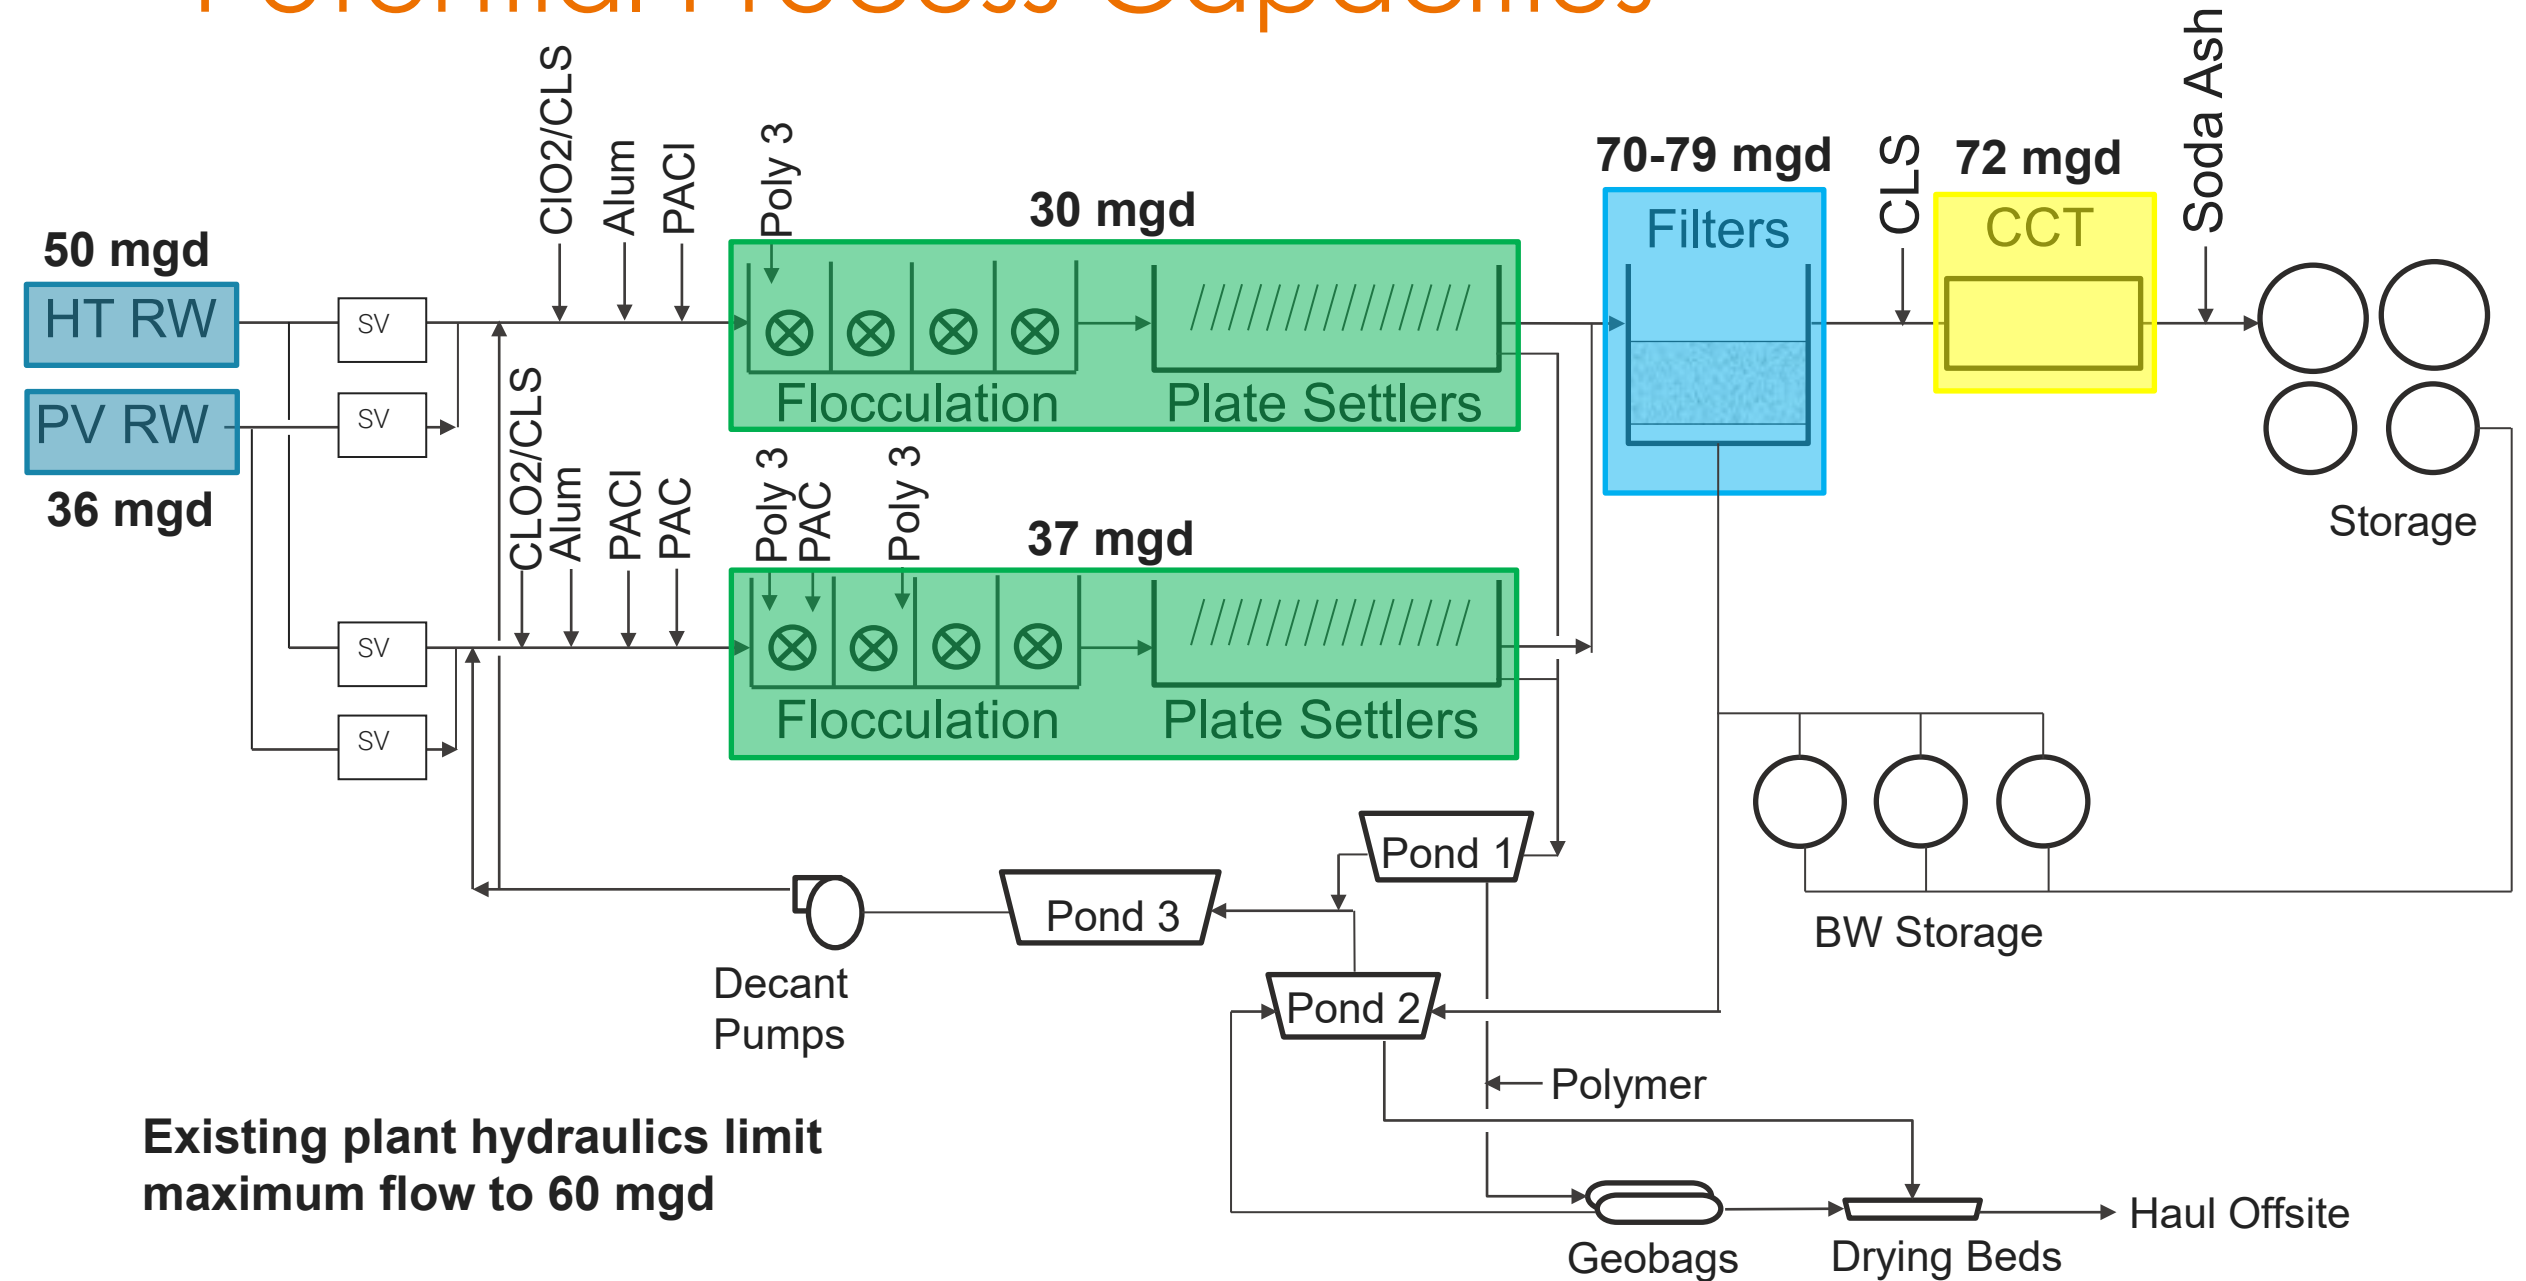 Potential Process Capacities
ClO2/CLS
Alum
PACl
Poly 3
Soda Ash
CLS
70-79 mgd
72 mgd
30 mgd
Filters
CCT
50 mgd
HT RW
SV
PV RW
SV
36 mgd
Flocculation
Plate Settlers
CLO2/CLS
Alum
PACl
PAC
Poly 3
PAC
Poly 3
37 mgd
Storage
SV
SV
Flocculation
Plate Settlers
Pond 1
Pond 3
BW Storage
Decant
Pumps
Pond 2
Polymer
Existing plant hydraulics limit
maximum flow to 60 mgd
Haul Offsite
Geobags
Drying Beds